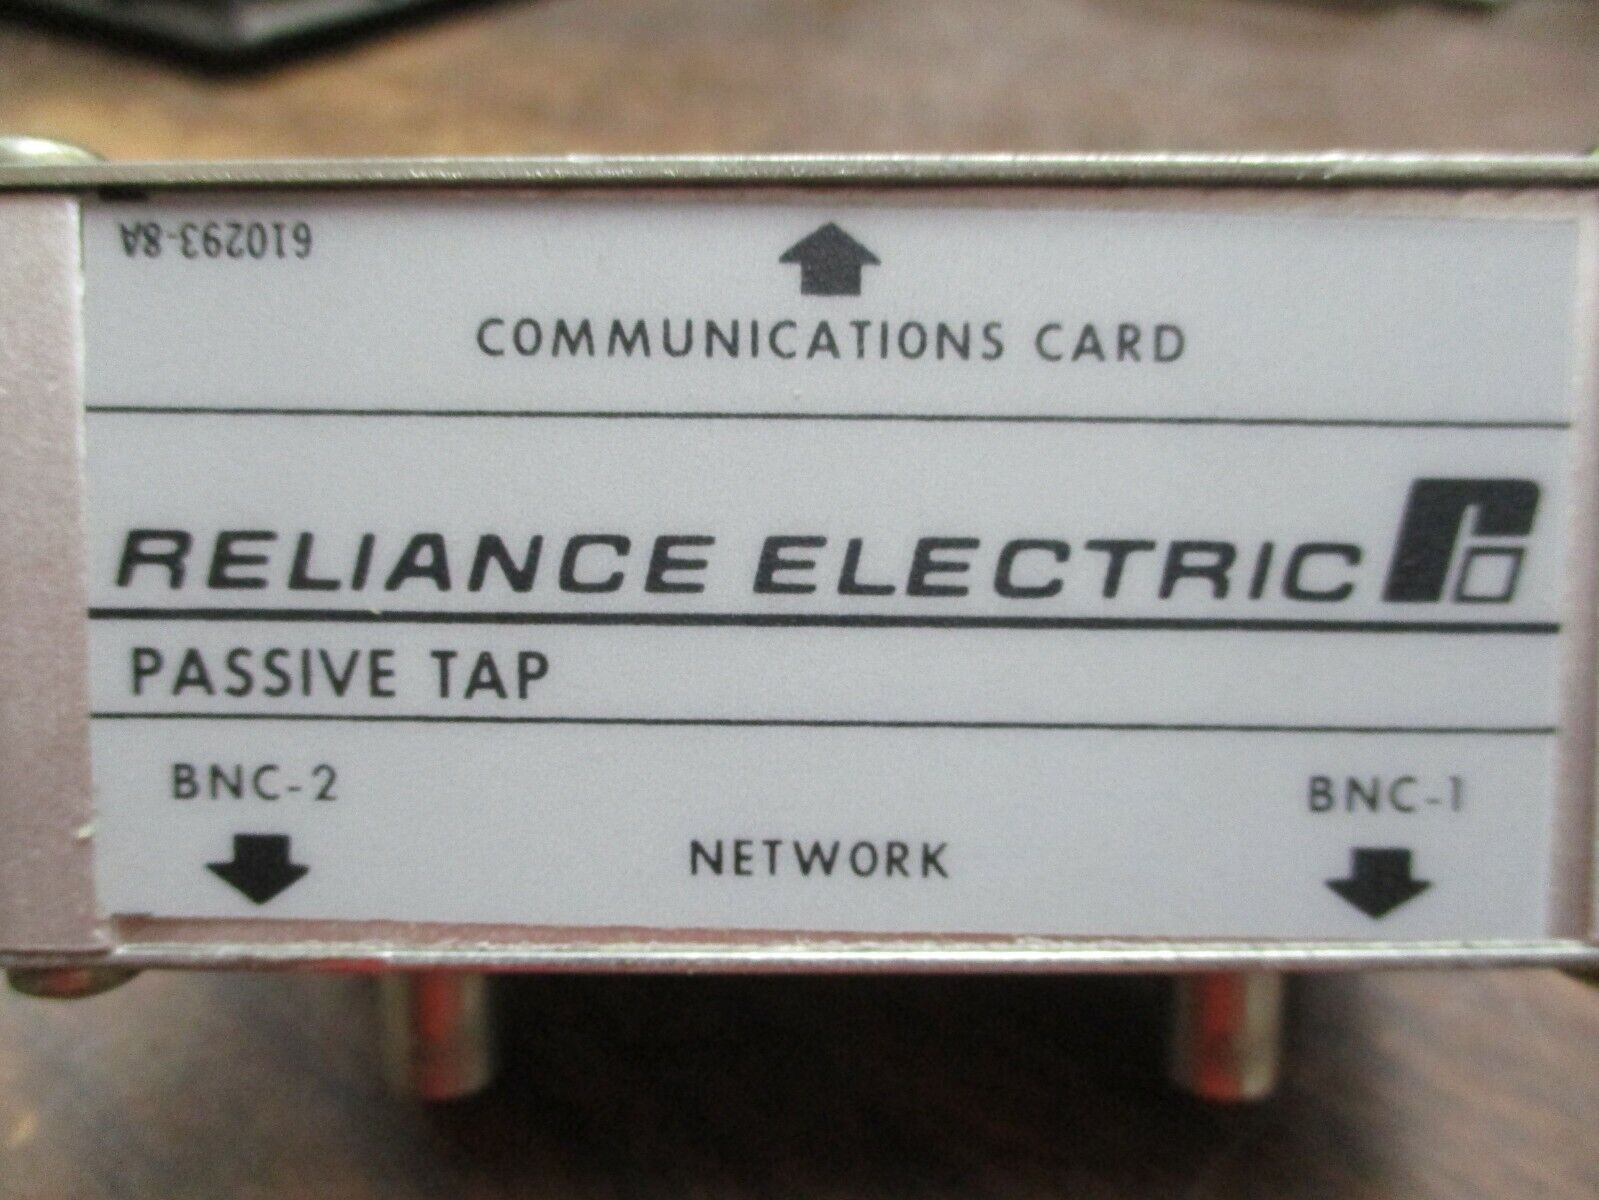 610293-8A
COMMUNICATIONS CARD
RELIANCE ELECTRIC
PASSIVE TAP
BNC-2
BNC-1
NETWORK